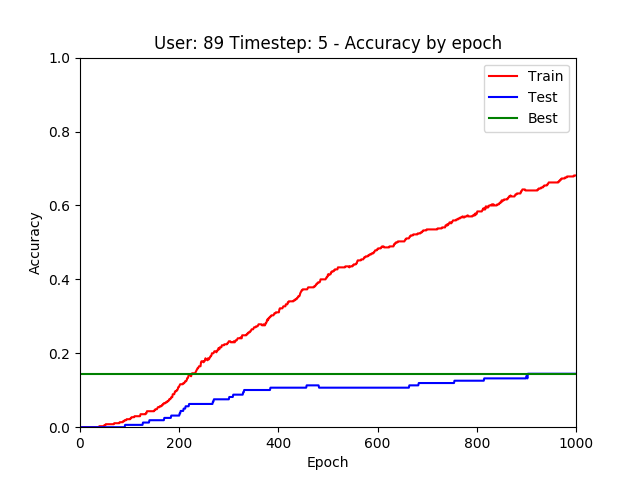 User: 89 Timestep: 5 - Accuracy by epoch
Train
Test
Best
1.0
0.8
0.6
0.4
0.2
0.0
Accuracy
0 200 400 600 800 1000
Epoch